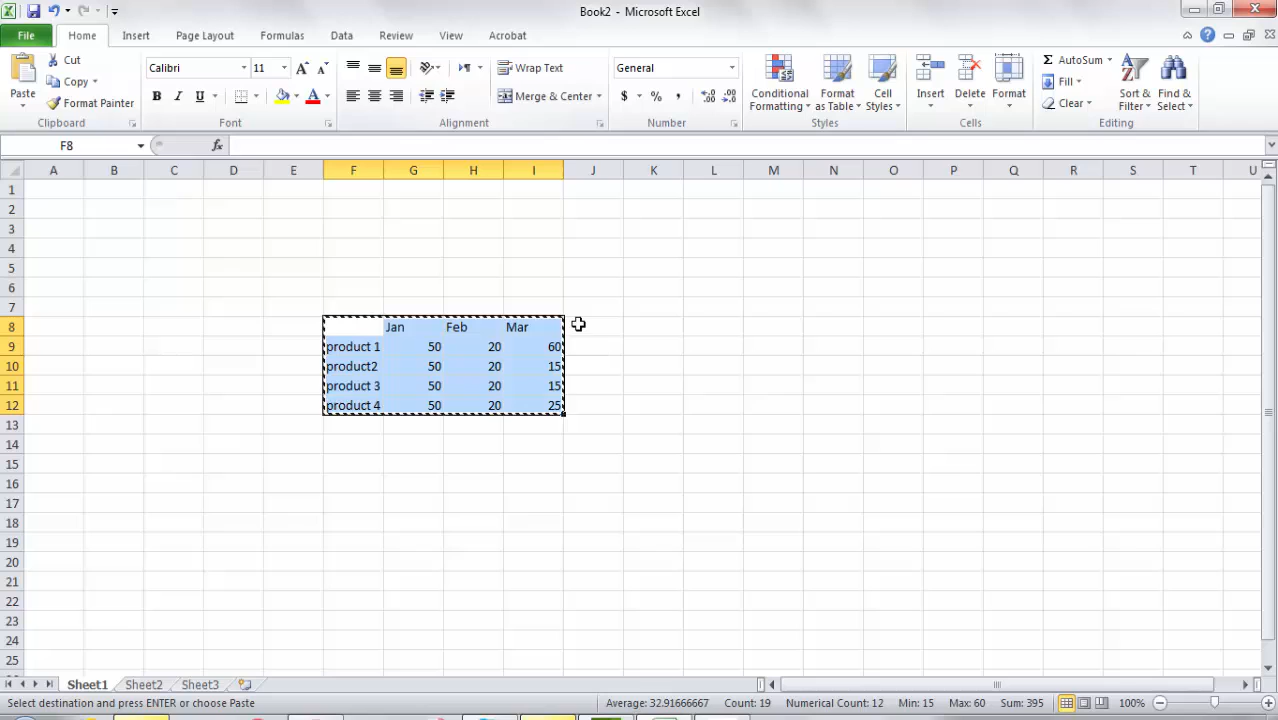 Book2 - Microsoft Excel
File Home Insert Page Layout Formulas Data Review View Acrobat
Cut
Calibri 11 Wrap Text General AutoSum
Copy Fill
Paste Format Painter Merge & Center $ % , Conditional Formatting Format as Table Cell Styles Insert Delete Format Clear Sort & Filter Find & Select
B I U A
Clipboard Font Alignment Number Styles Cells Editing
F8 fx
A B C D E F G H I J K L M N O P Q R S T U
1
2
3
4
5
6
7
8 Jan Feb Mar
9 product 1 50 20 60
10 product2 50 20 15
11 product 3 50 20 15
12 product 4 50 20 25
13
14
15
16
17
18
19
20
21
22
23
24
25
Sheet1 Sheet2 Sheet3
Select destination and press ENTER or choose Paste Average: 32.91666667 Count: 19 Numerical Count: 12 Min: 15 Max: 60 Sum: 395 100%